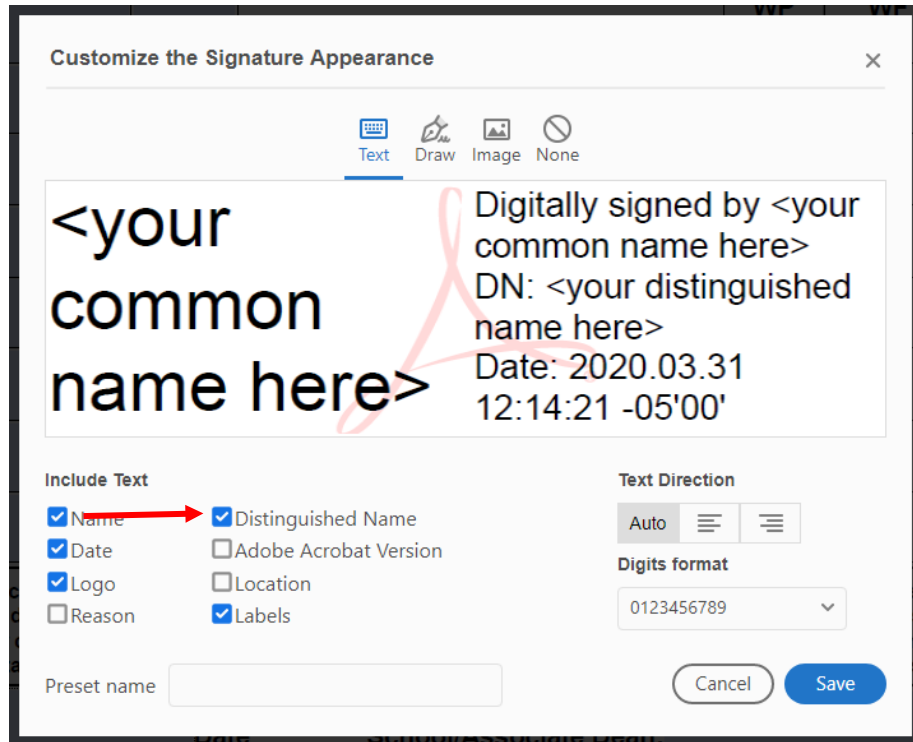 WP WF
Customize the Signature Appearance
Text Draw Image None
<your
common
name here>
Digitally signed by <your
common name here>
DN: <your distinguished
name here>
Date: 2020.03.31
12:14:21 -05'00'
Include Text
Name Distinguished Name
Date Adobe Acrobat Version
Logo Location
Reason Labels
Text Direction
Auto
Digits format
0123456789
Preset name
Cancel Save